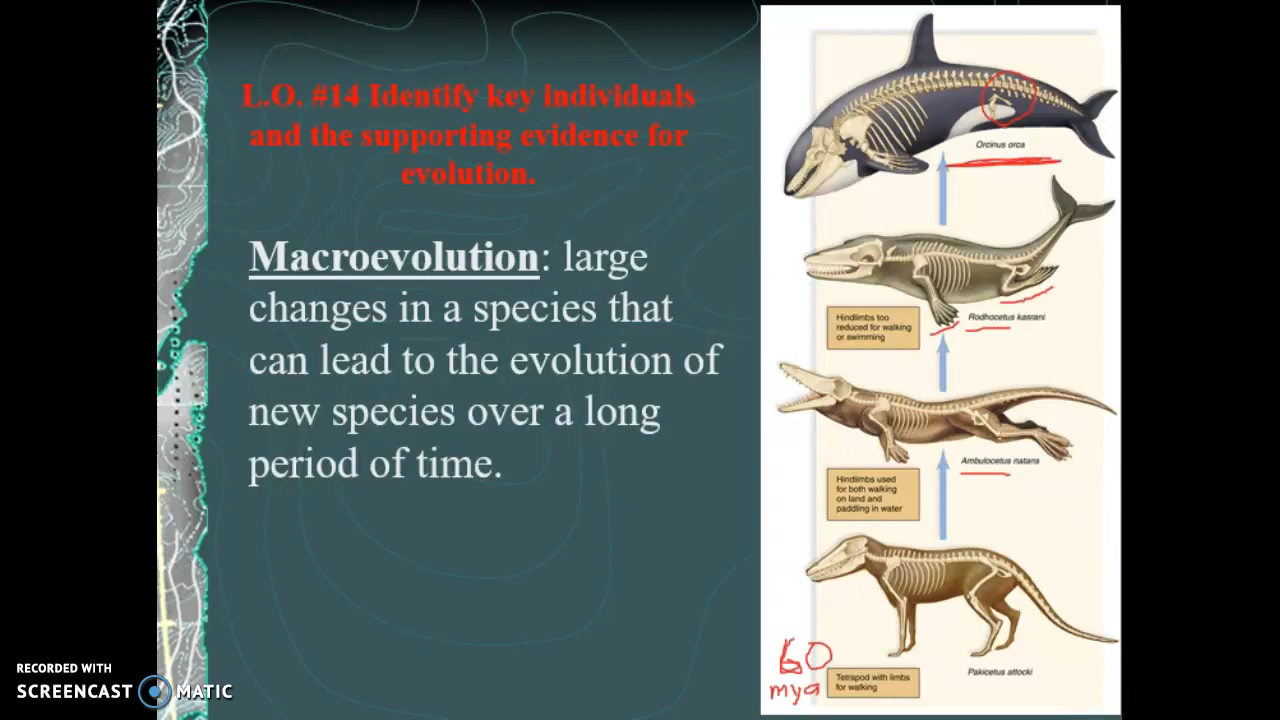 L.O. #14 Identify key individuals
and the supporting evidence for
evolution.
Macroevolution: large
changes in a species that
can lead to the evolution of
new species over a long
period of time.
Orcinus orca
Hindlimbs too
reduced for walking
or swimming
Rodhocetus kasrani
Hindlimbs used
for both walking
on land and
paddling in water
Ambulocetus natans
60
mya
Tetrapod with limbs
for walking
Pakicetus attocki
RECORDED WITH
SCREENCAST MATIC